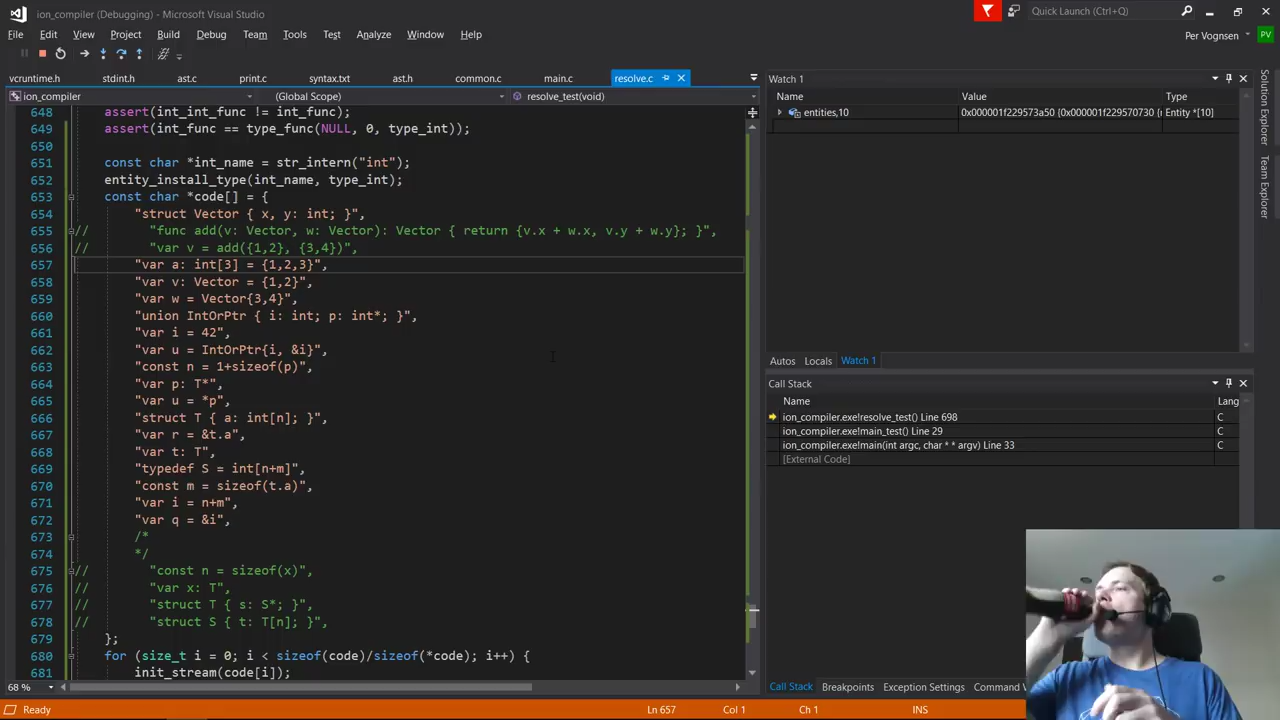 ion_compiler (Debugging) - Microsoft Visual Studio
Quick Launch (Ctrl+Q)
File Edit View Project Build Debug Team Tools Test Analyze Window Help
Per Vognsen PV
vcruntime.h stdint.h ast.c print.c syntax.txt ast.h common.c main.c resolve.c
ion_compiler (Global Scope) resolve_test(void)
648 assert(int_int_func != int_func);
649 assert(int_func == type_func(NULL, 0, type_int));
650
651 const char *int_name = str_intern("int");
652 entity_install_type(int_name, type_int);
653 const char *code[] = {
654 "struct Vector { x, y: int; }",
655 // "func add(v: Vector, w: Vector): Vector { return {v.x + w.x, v.y + w.y}; }",
656 // "var v = add({1,2}, {3,4})",
657 "var a: int[3] = {1,2,3}",
658 "var v: Vector = {1,2}",
659 "var w = Vector{3,4}",
660 "union IntOrPtr { i: int; p: int*; }",
661 "var i = 42",
662 "var u = IntOrPtr{i, &i}",
663 "const n = 1+sizeof(p)",
664 "var p: T*",
665 "var u = *p",
666 "struct T { a: int[n]; }",
667 "var r = &t.a",
668 "var t: T",
669 "typedef S = int[n+m]",
670 "const m = sizeof(t.a)",
671 "var i = n+m",
672 "var q = &i",
673 /*
674 */
675 // "const n = sizeof(x)",
676 // "var x: T",
677 // "struct T { s: S*; }",
678 // "struct S { t: T[n]; }",
679 };
680 for (size_t i = 0; i < sizeof(code)/sizeof(*code); i++) {
681 init_stream(code[i]);
68 %
Watch 1
Name Value Type
entities,10 0x000001f229573a50 {0x000001f229570730 {r Entity *[10]
Autos Locals Watch 1
Call Stack
Name Lang
ion_compiler.exe!resolve_test() Line 698 C
ion_compiler.exe!main_test() Line 29 C
ion_compiler.exe!main(int argc, char * * argv) Line 33 C
[External Code]
Call Stack Breakpoints Exception Settings Command
Solution Explorer
Team Explorer
Ready Ln 657 Col 1 Ch 1 INS